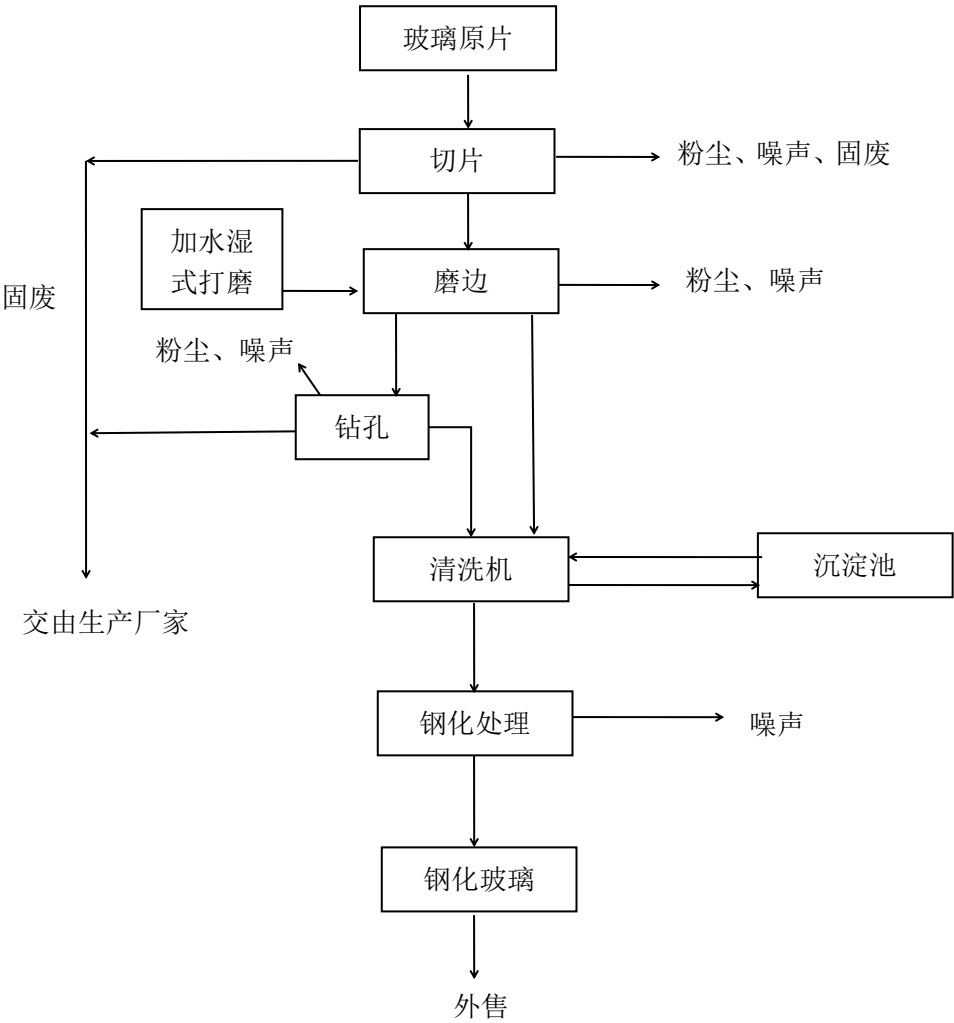 玻璃原片
切片
粉尘、噪声、固废
加水湿
式打磨
磨边
粉尘、噪声
固废
粉尘、噪声
钻孔
清洗机
沉淀池
交由生产厂家
钢化处理
噪声
钢化玻璃
外售